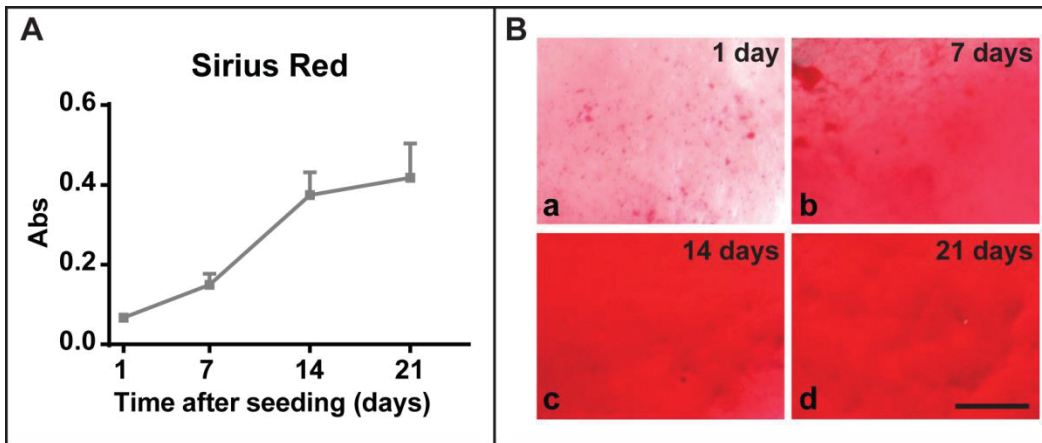 A
Sirius Red
0.6
0.4
0.2
0.0
Abs
1 7 14 21
Time after seeding (days)
B
1 day
a
7 days
b
14 days
c
21 days
d